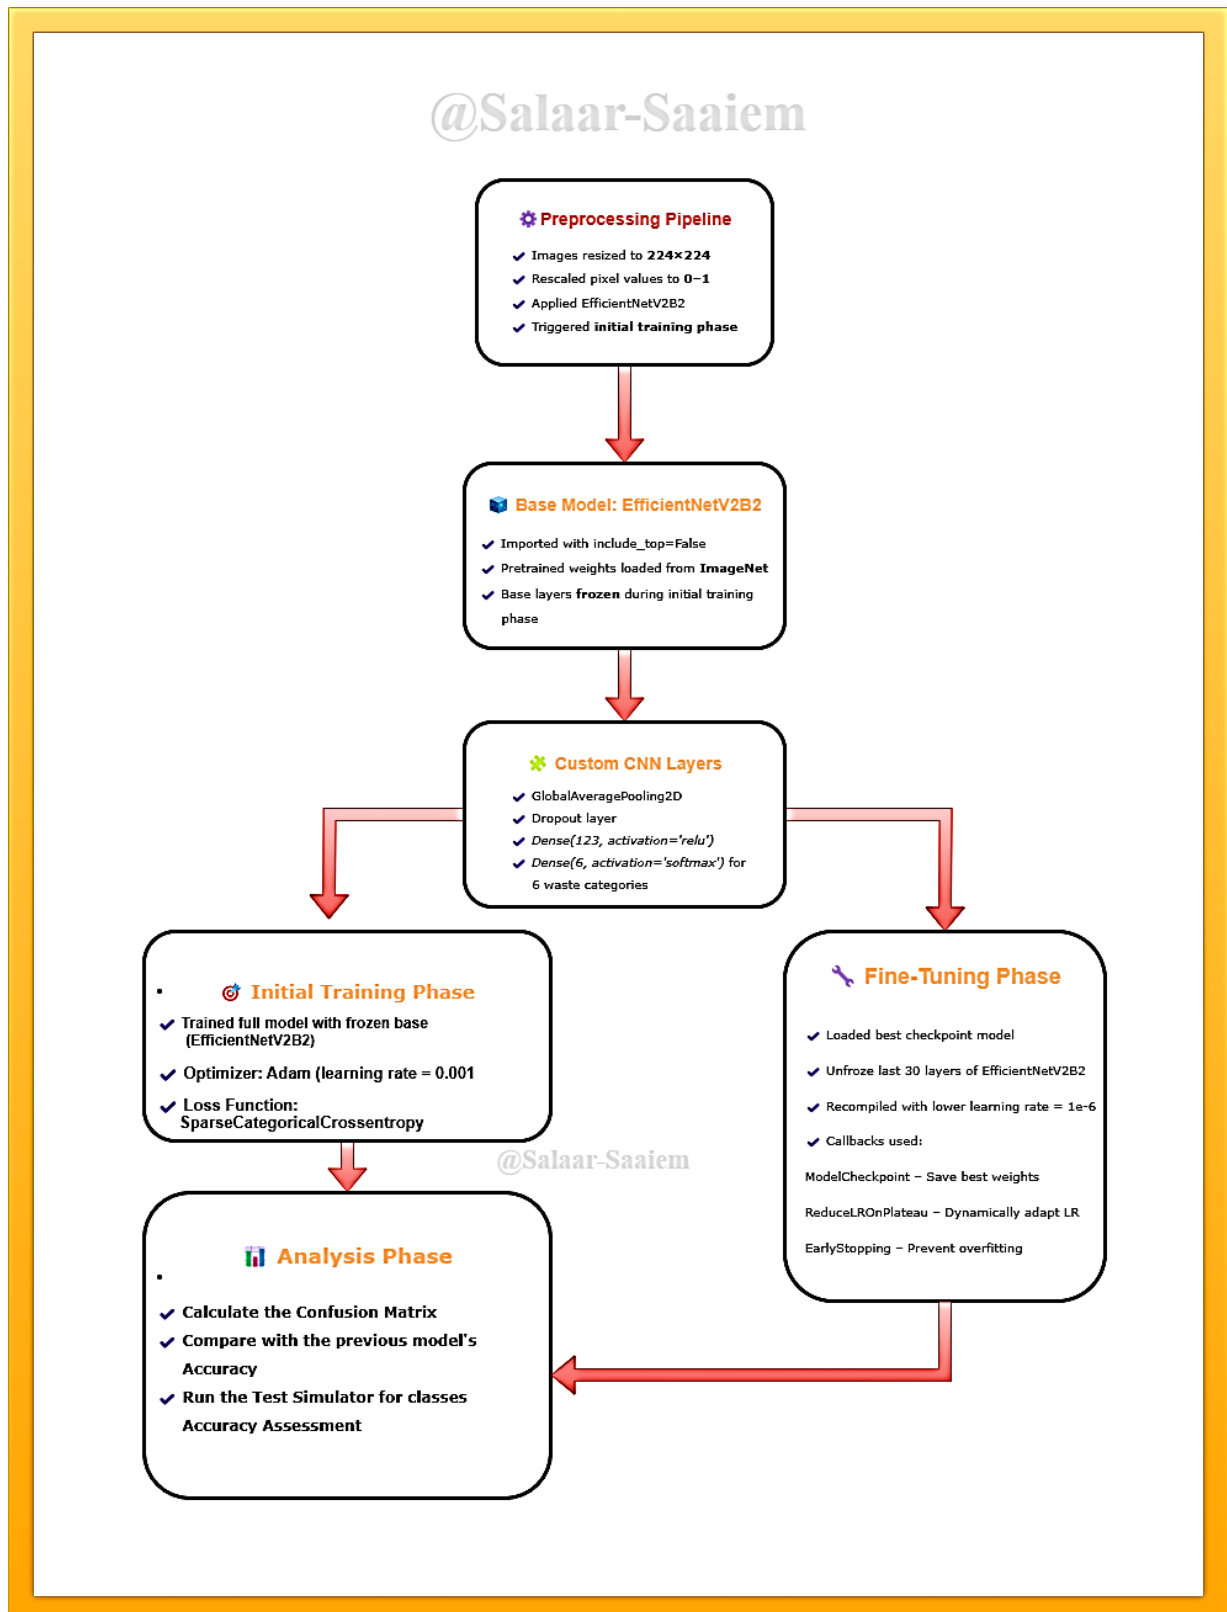 @Salaar-Saaiem
Preprocessing Pipeline
Images resized to 224×224
Rescaled pixel values to 0–1
Applied EfficientNetV2B2
Triggered initial training phase
Base Model: EfficientNetV2B2
Imported with include_top=False
Pretrained weights loaded from ImageNet
Base layers frozen during initial training
phase
Custom CNN Layers
GlobalAveragePooling2D
Dropout layer
Dense(123, activation='relu')
Dense(6, activation='softmax') for
6 waste categories
Initial Training Phase
Trained full model with frozen base
(EfficientNetV2B2)
Optimizer: Adam (learning rate = 0.001
Loss Function:
SparseCategoricalCrossentropy
Fine-Tuning Phase
Loaded best checkpoint model
Unfroze last 30 layers of EfficientNetV2B2
Recompiled with lower learning rate = 1e-6
Callbacks used:
ModelCheckpoint – Save best weights
ReduceLROnPlateau – Dynamically adapt LR
EarlyStopping – Prevent overfitting
@Salaar-Saaiem
Analysis Phase
Calculate the Confusion Matrix
Compare with the previous model's
Accuracy
Run the Test Simulator for classes
Accuracy Assessment